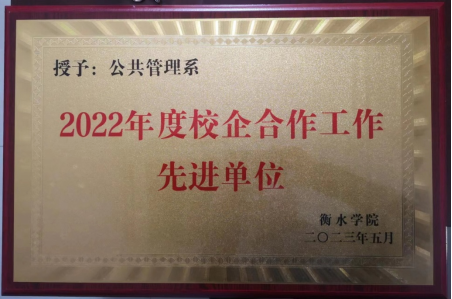 授予：公共管理系
2022年度校企合作工作
先进单位
衡水学院
二〇二三年五月